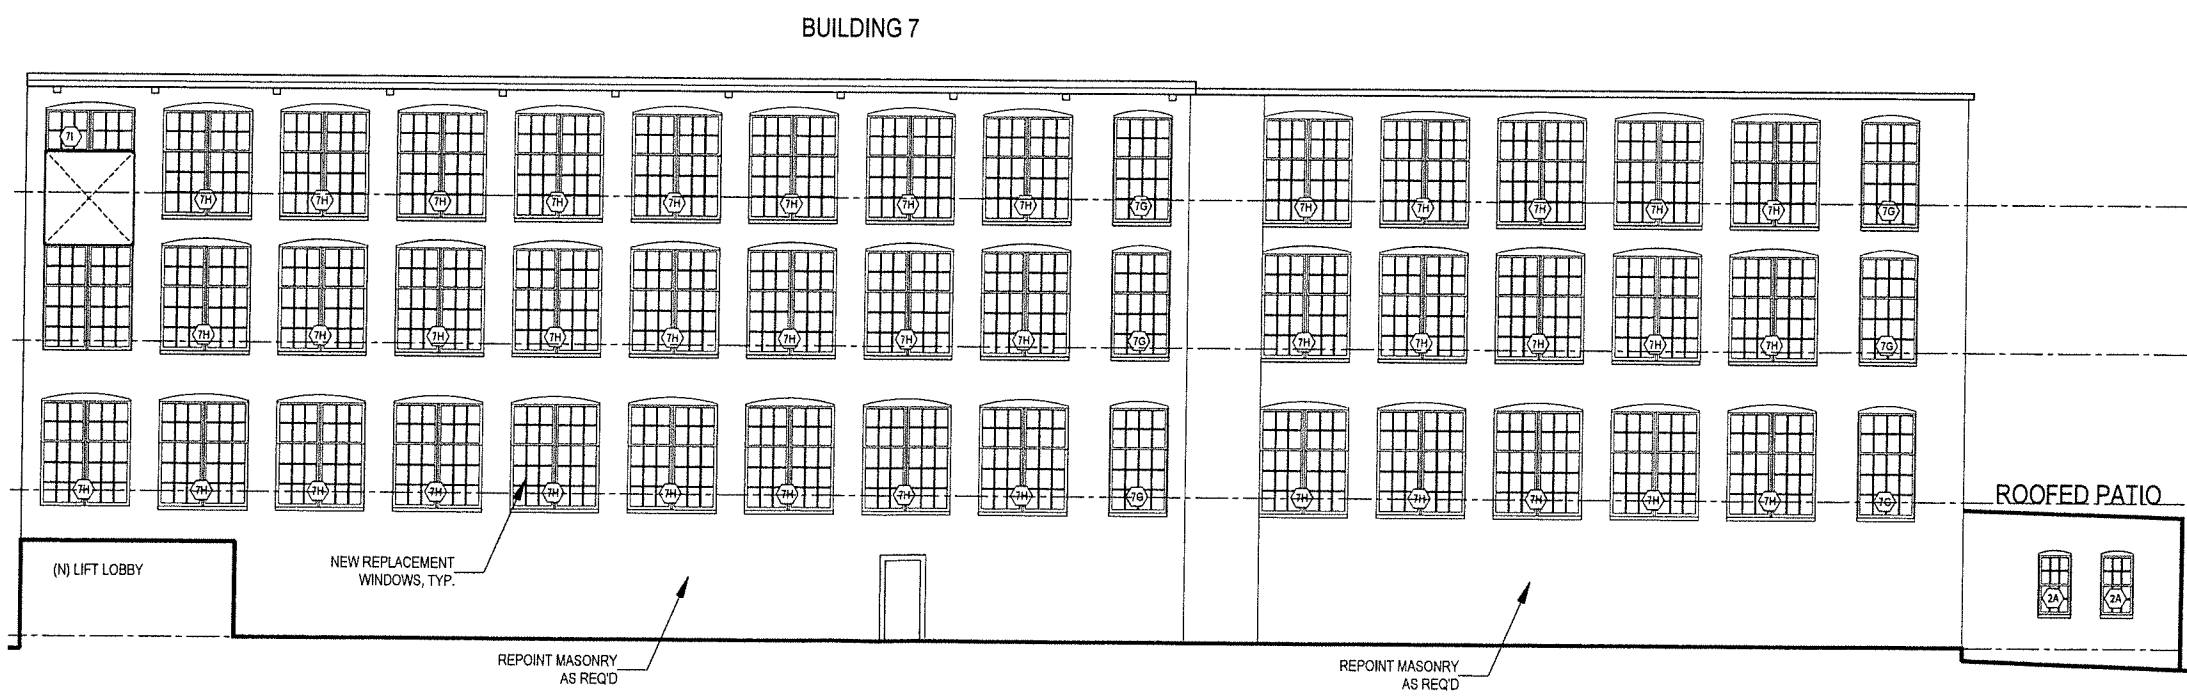 BUILDING 7
7I
7H 7H 7H 7H 7H 7H 7H 7G 7H 7H 7H 7H 7H 7G
7H 7H 7H 7H 7H 7H 7H 7H 7G 7H 7H 7H 7H 7H 7G
7H 7H 7H 7H 7H 7H 7H 7H 7H 7G 7H 7H 7H 7H 7H 7G
ROOFED PATIO
(N) LIFT LOBBY
NEW REPLACEMENT
WINDOWS, TYP.
2A 2A
REPOINT MASONRY
AS REQ'D
REPOINT MASONRY
AS REQ'D